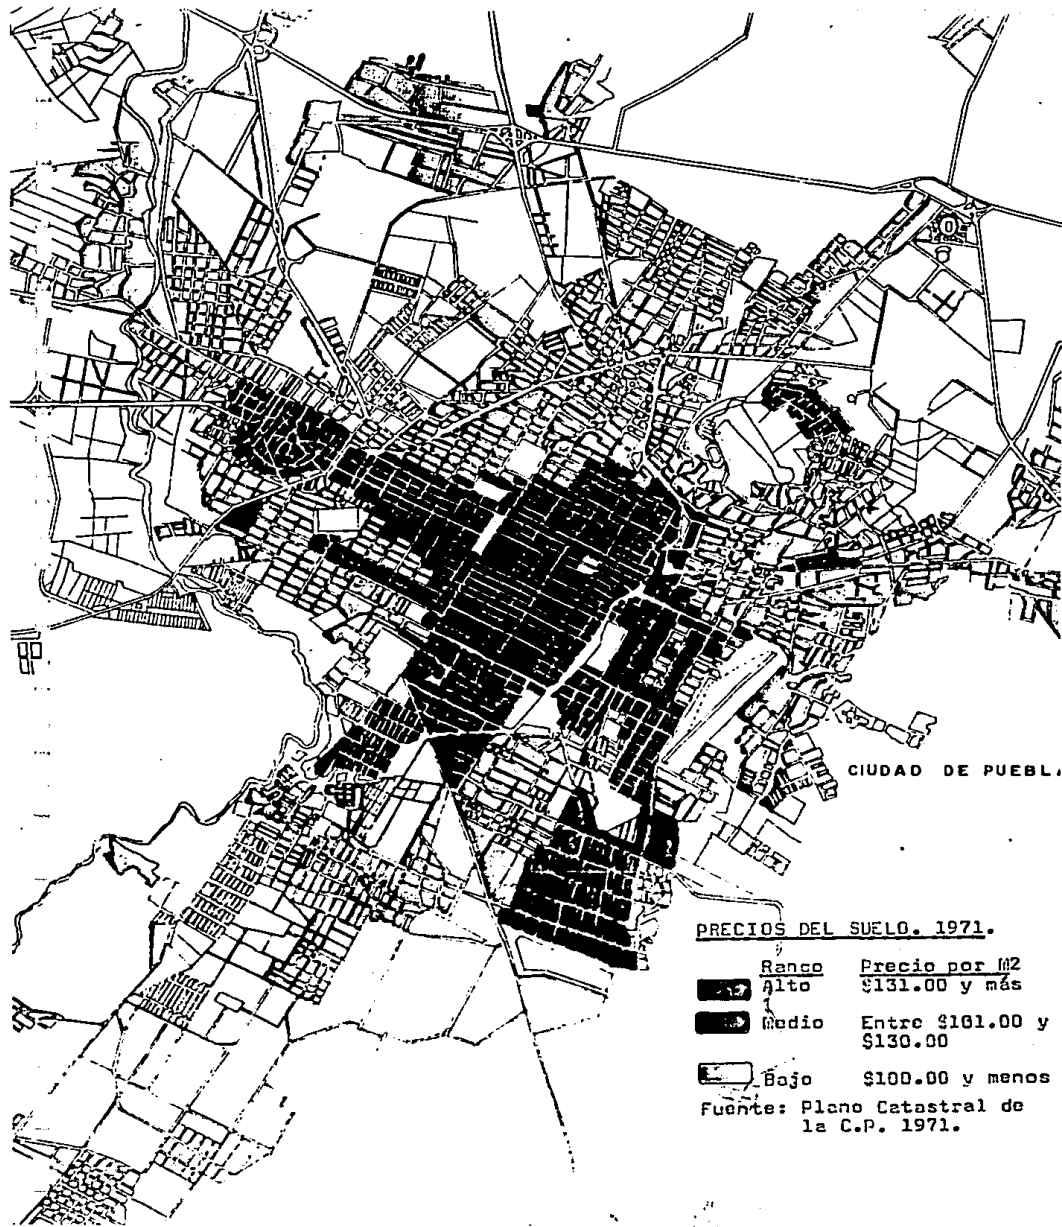 CIUDAD DE PUEBL
PRECIOS DEL SUELO. 1971.
Rango Precio por M2
Alto $131.00 y más
Medio Entre $101.00 y
$130.00
Bajo $100.00 y menos
Fuente: Plano Catastral de
la C.P. 1971.